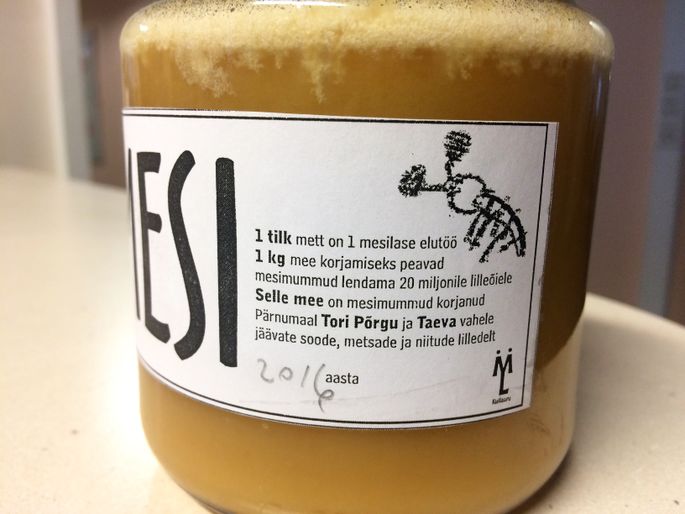 MESI
1 tilk mett on 1 mesilase elutöö
1 kg mee korjamiseks peavad
mesimummud lendama 20 miljonile lilleõiele
Selle mee on mesimummud korjanud
Pärnumaal Tori Põrgu ja Taeva vahele
jäävate soode, metsade ja niitude lilledelt
2016 aasta